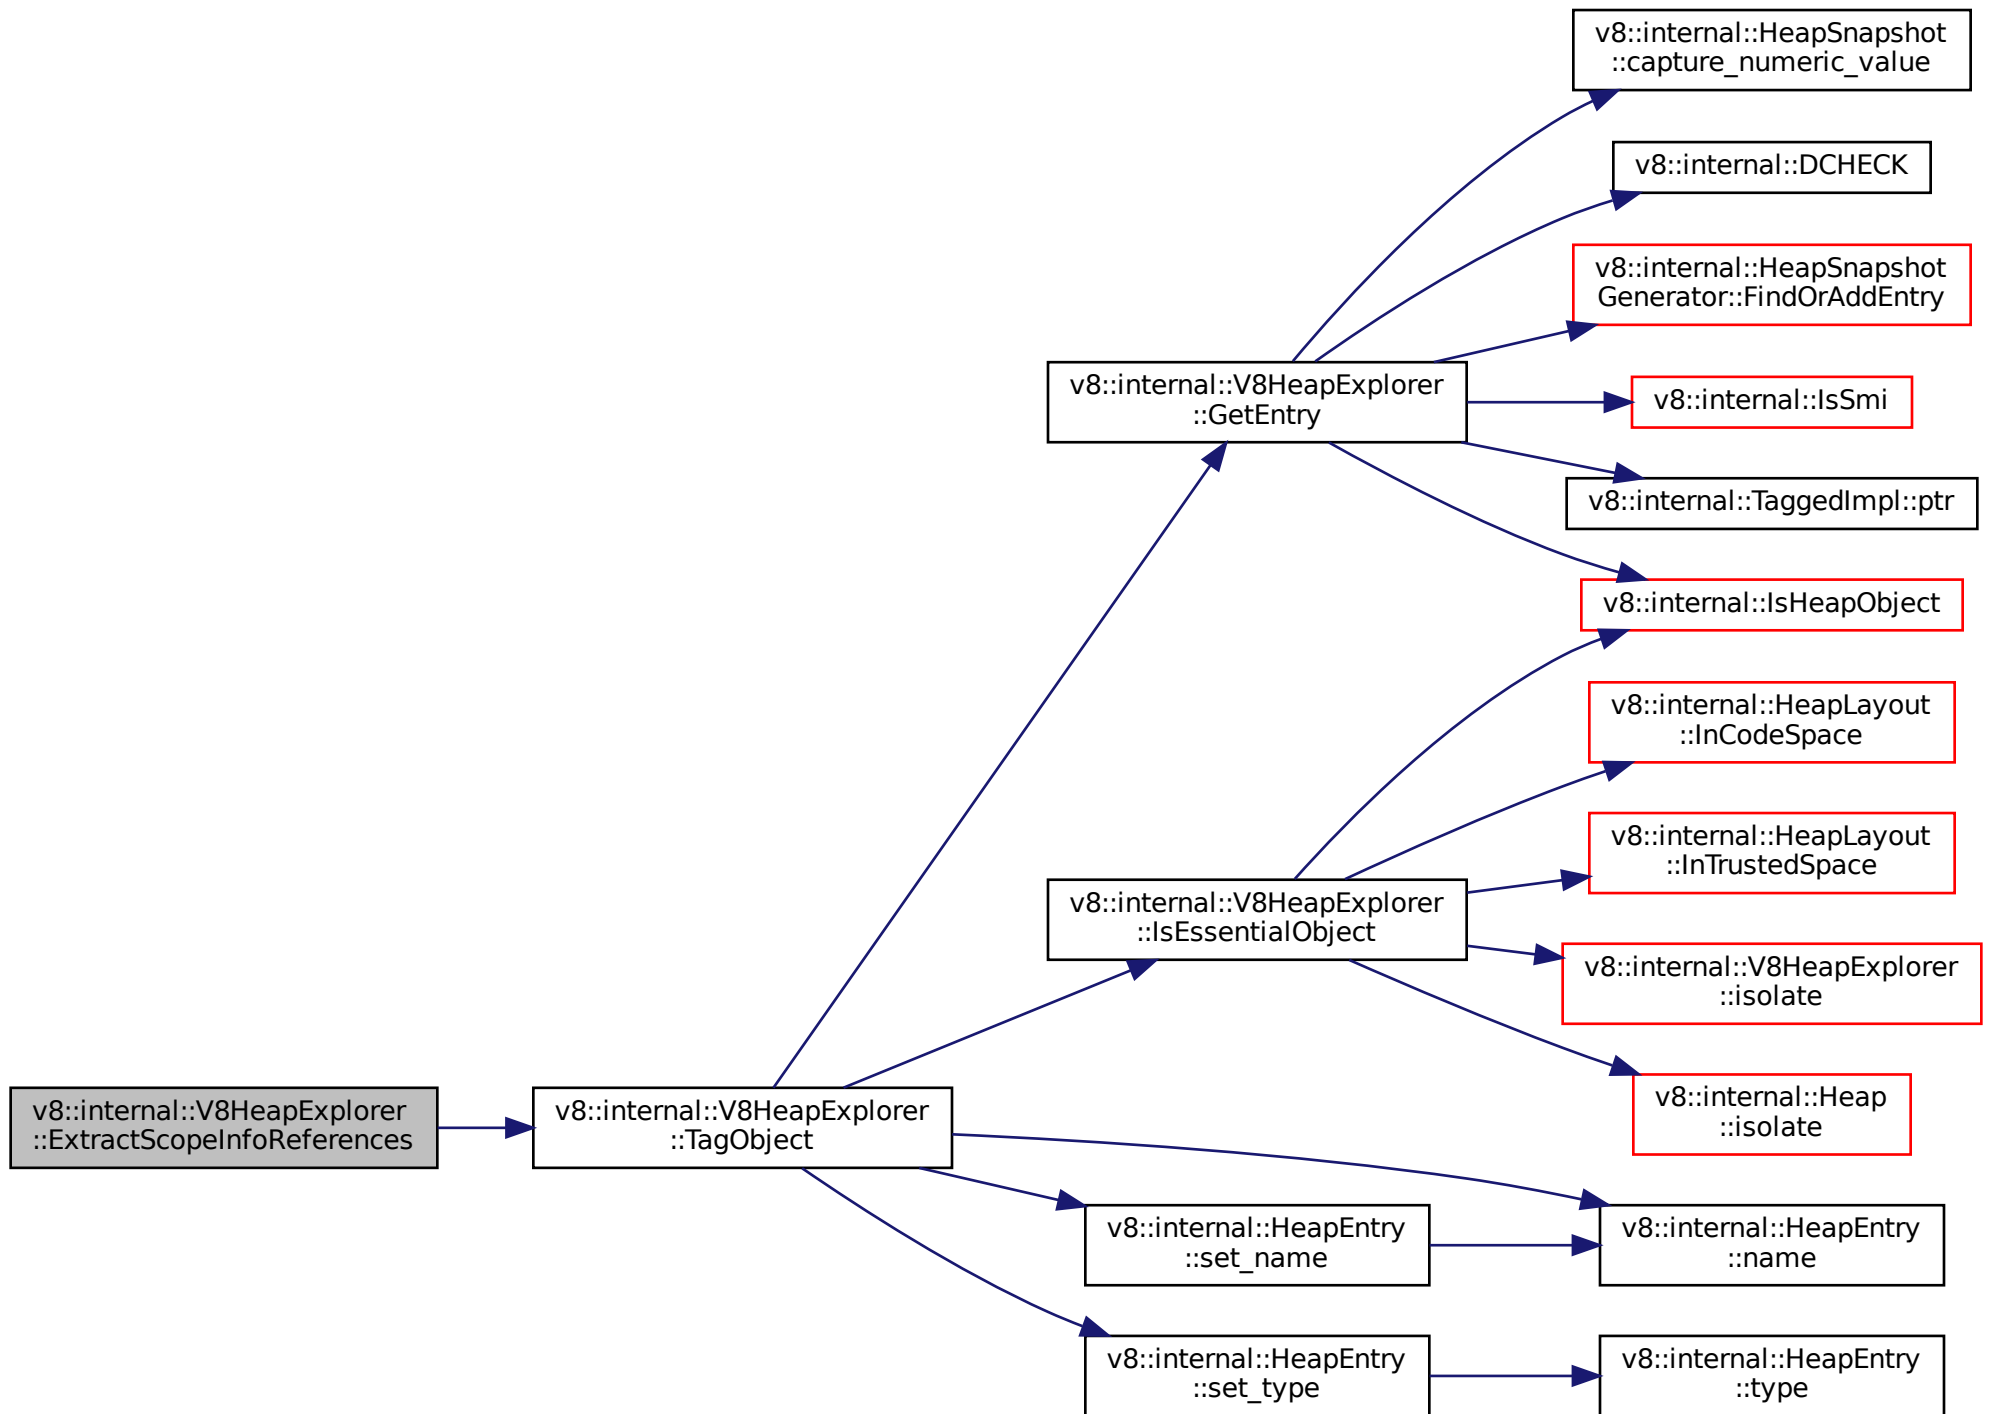 v8::internal::HeapSnapshot
::capture_numeric_value
v8::internal::DCHECK
v8::internal::HeapSnapshot
Generator::FindOrAddEntry
v8::internal::V8HeapExplorer
::GetEntry
v8::internal::IsSmi
v8::internal::TaggedImpl::ptr
v8::internal::IsHeapObject
v8::internal::HeapLayout
::InCodeSpace
v8::internal::HeapLayout
::InTrustedSpace
v8::internal::V8HeapExplorer
::IsEssentialObject
v8::internal::V8HeapExplorer
::isolate
v8::internal::Heap
::isolate
v8::internal::V8HeapExplorer
::ExtractScopeInfoReferences
v8::internal::V8HeapExplorer
::TagObject
v8::internal::HeapEntry
::set_name
v8::internal::HeapEntry
::name
v8::internal::HeapEntry
::set_type
v8::internal::HeapEntry
::type